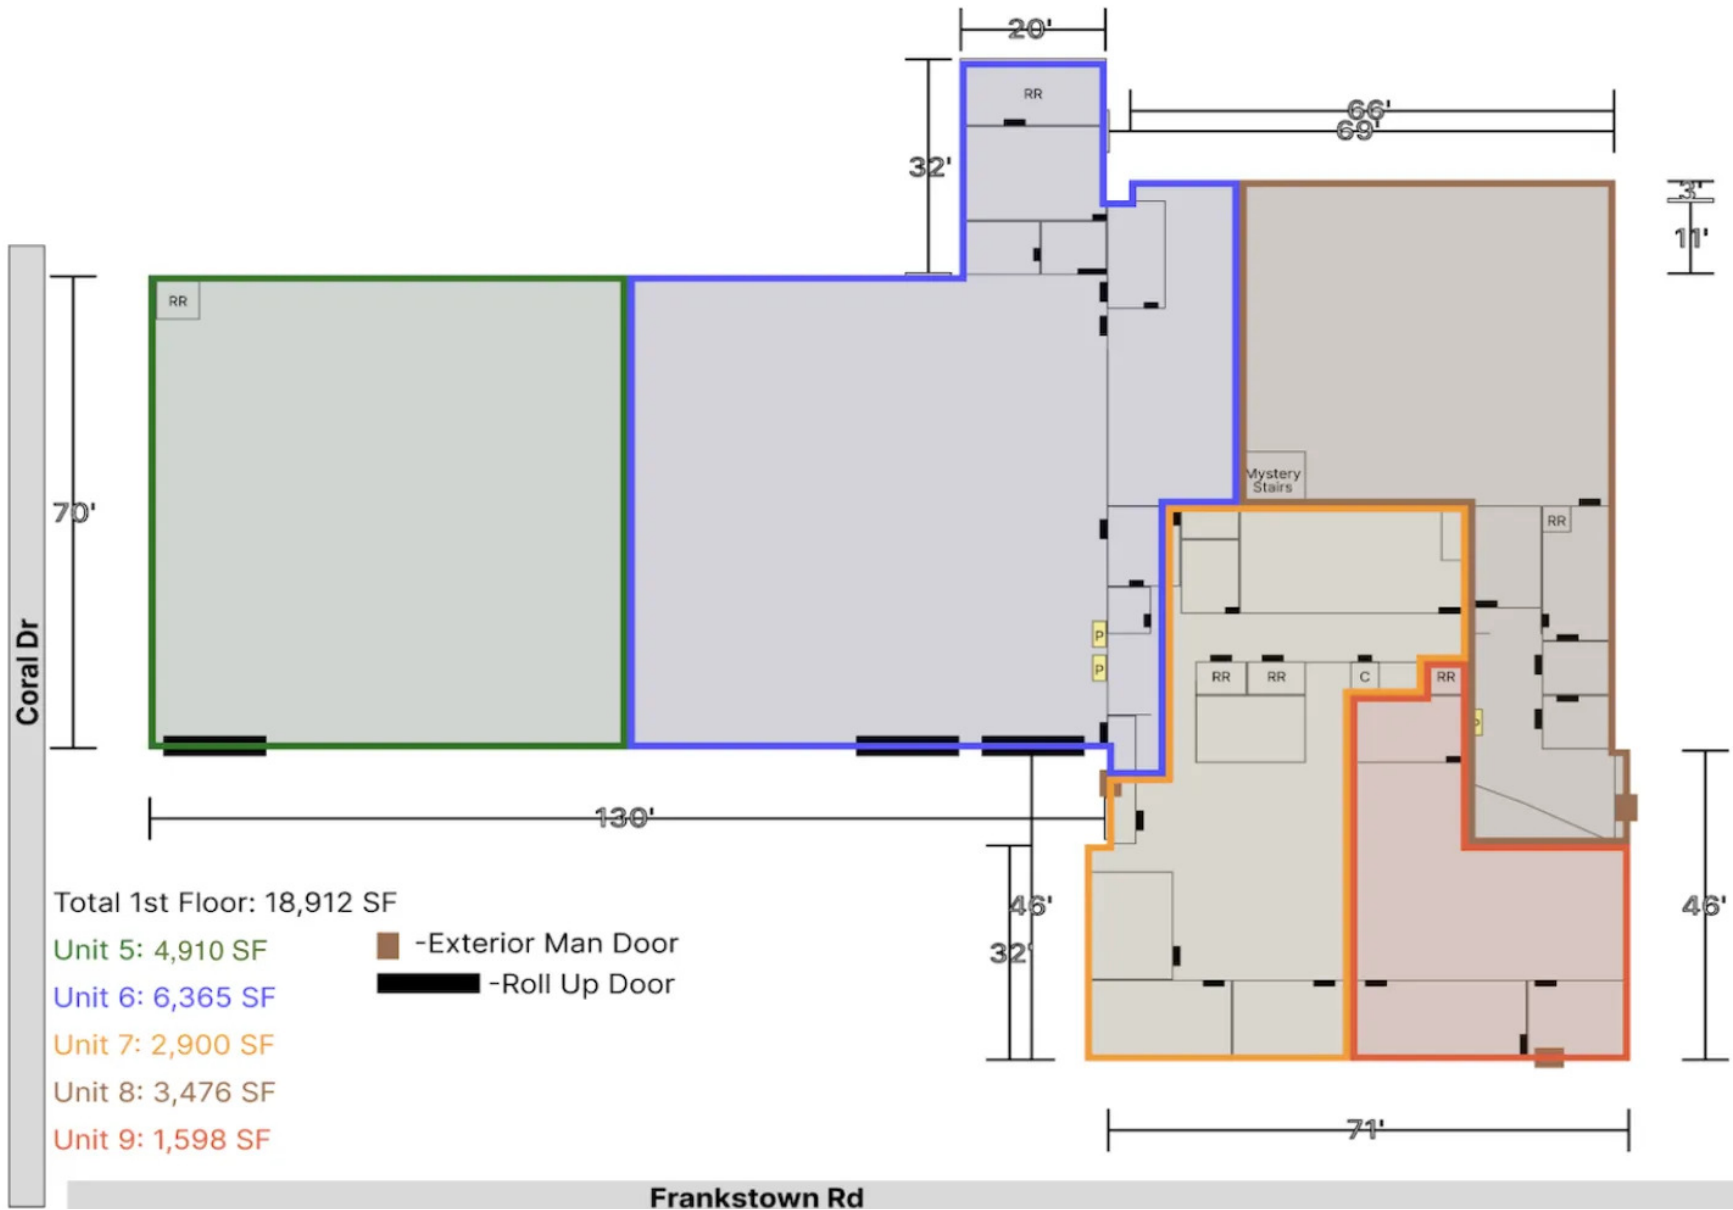 20'
RR
66'
69'
32'
3'
11'
RR
Mystery
Stairs
RR
70'
Coral Dr
P
P
RR
RR
C
RR
P
130'
46'
32'
46'
Total 1st Floor: 18,912 SF
Unit 5: 4,910 SF
Unit 6: 6,365 SF
Unit 7: 2,900 SF
Unit 8: 3,476 SF
Unit 9: 1,598 SF
-Exterior Man Door
-Roll Up Door
71'
Frankstown Rd